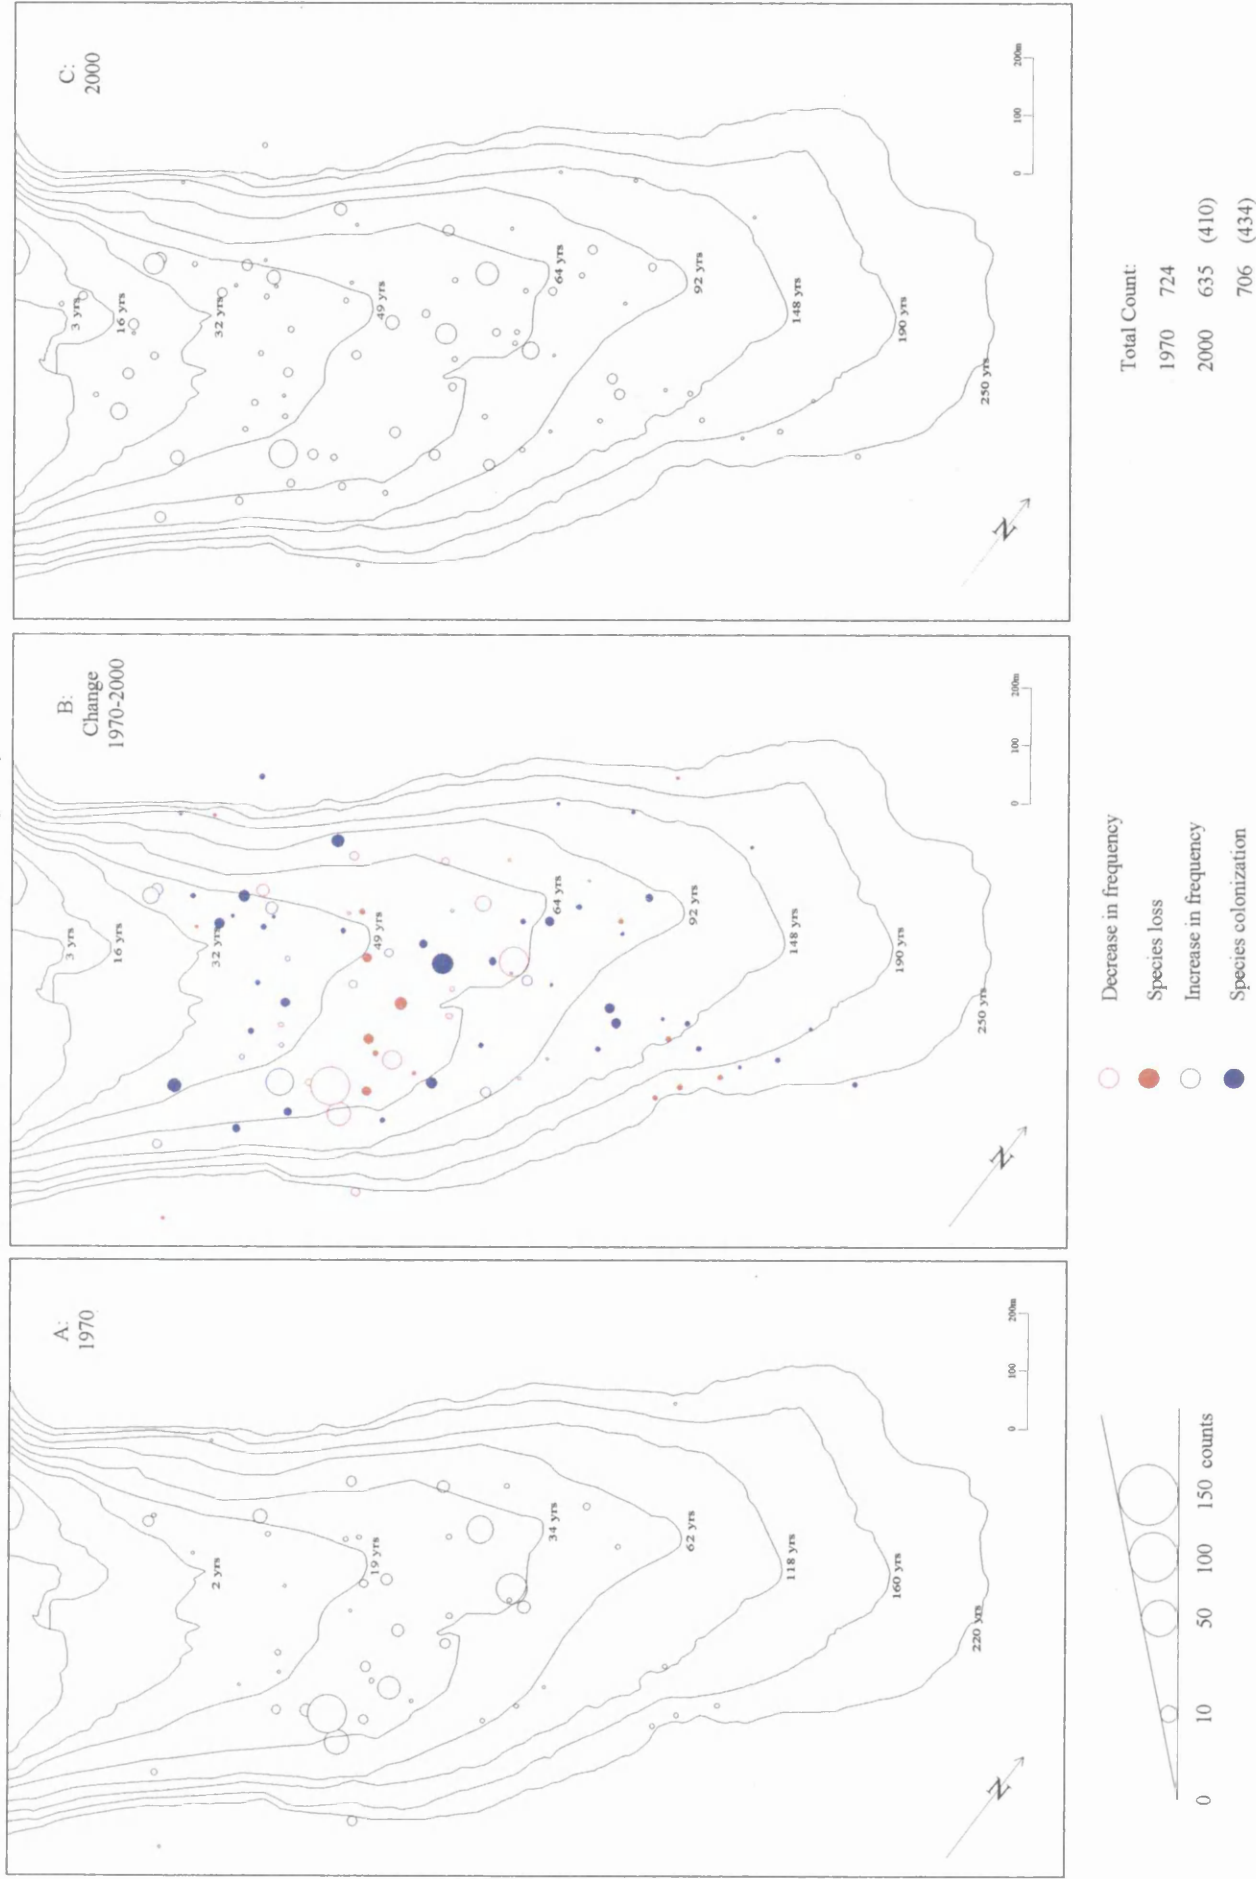 A:
1970
2 yrs
19 yrs
34 yrs
62 yrs
118 yrs
160 yrs
220 yrs
N
0 100 200m
B:
Change
1970-2000
3 yrs
16 yrs
32 yrs
49 yrs
64 yrs
92 yrs
148 yrs
190 yrs
250 yrs
N
0 100 200m
C:
2000
3 yrs
16 yrs
32 yrs
49 yrs
64 yrs
92 yrs
148 yrs
190 yrs
250 yrs
N
0 100 200m
0 10 50 100 150 counts
Decrease in frequency
Species loss
Increase in frequency
Species colonization
Total Count:
1970 724
2000 635 (410)
706 (434)